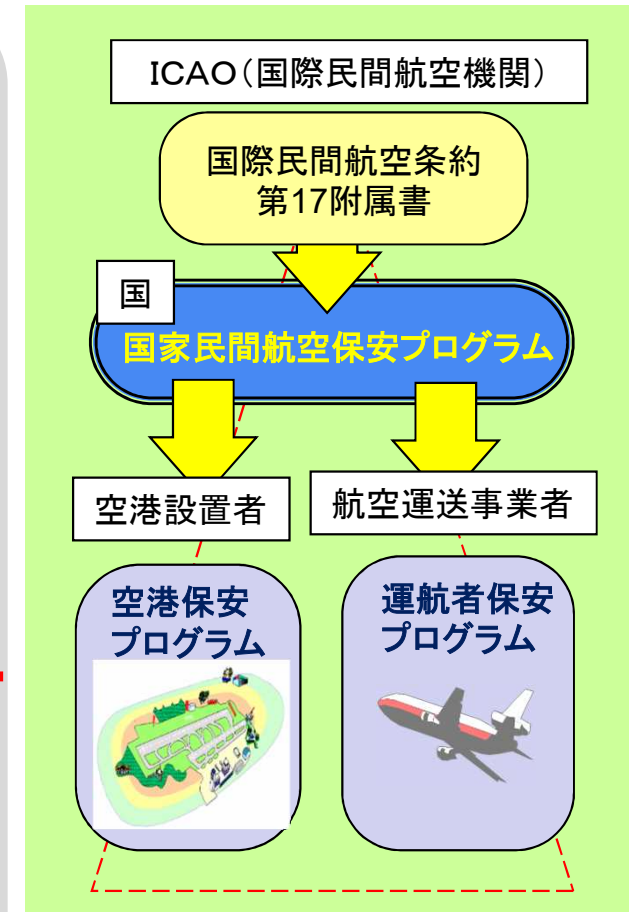 ICAO（国際民間航空機関）
国際民間航空条約
第17附属書
国
国家民間航空保安プログラム
空港設置者
航空運送事業者
空港保安
プログラム
運航者保安
プログラム